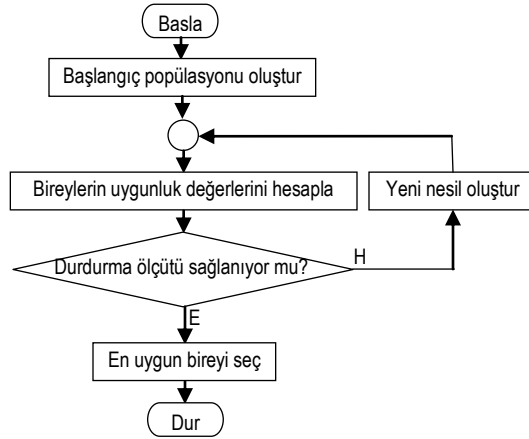 Basla
Başlangıç popülasyonu oluştur
Bireylerin uygunluk değerlerini hesapla
Yeni nesil oluştur
Durdurma ölçütü sağlanıyor mu?
H
E
En uygun bireyi seç
Dur